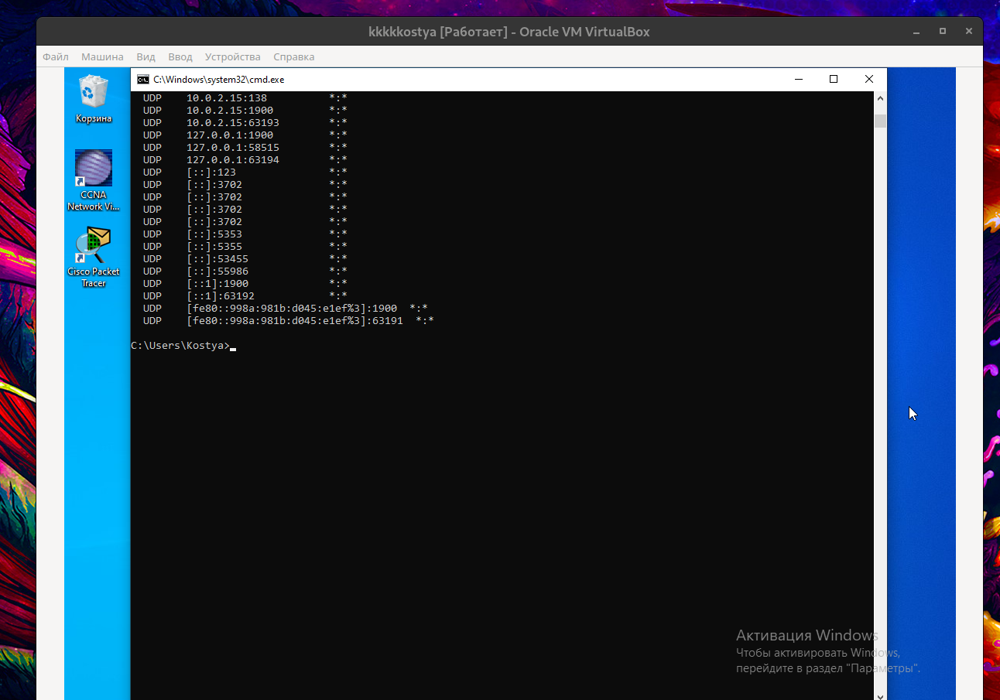 kkkkkostya [Работает] - Oracle VM VirtualBox
Файл Машина Вид Ввод Устройства Справка
Корзина
CCNA
Network Vi...
Cisco Packet
Tracer
C:\Windows\system32\cmd.exe
UDP 10.0.2.15:138 *:*
UDP 10.0.2.15:1900 *:*
UDP 10.0.2.15:63193 *:*
UDP 127.0.0.1:1900 *:*
UDP 127.0.0.1:58515 *:*
UDP 127.0.0.1:63194 *:*
UDP [::]:123 *:*
UDP [::]:3702 *:*
UDP [::]:3702 *:*
UDP [::]:3702 *:*
UDP [::]:3702 *:*
UDP [::]:5353 *:*
UDP [::]:5355 *:*
UDP [::]:53455 *:*
UDP [::]:55986 *:*
UDP [::1]:1900 *:*
UDP [::1]:63192 *:*
UDP [fe80::998a:981b:d045:e1ef%3]:1900 *:*
UDP [fe80::998a:981b:d045:e1ef%3]:63191 *:*
C:\Users\Kostya>
Активация Windows
Чтобы активировать Windows,
перейдите в раздел "Параметры".